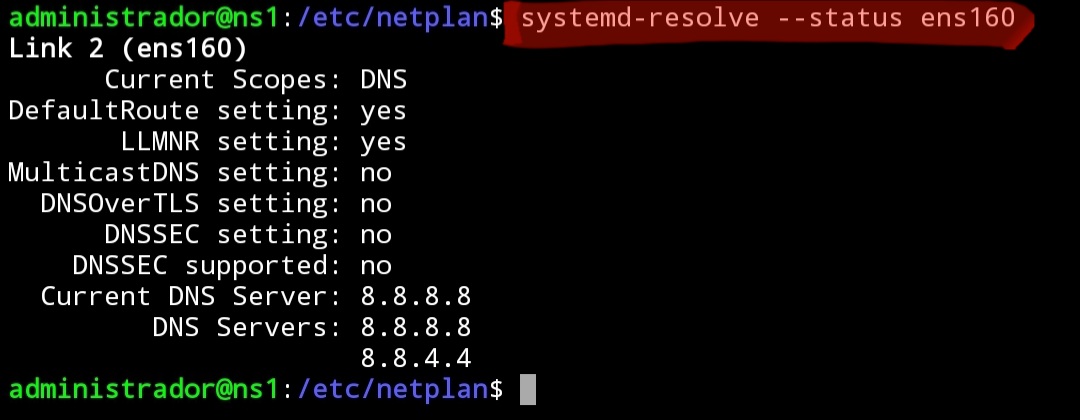 administrador@ns1:/etc/netplan$ systemd-resolve --status ens160
Link 2 (ens160)
Current Scopes: DNS
DefaultRoute setting: yes
LLMNR setting: yes
MulticastDNS setting: no
DNSOverTLS setting: no
DNSSEC setting: no
DNSSEC supported: no
Current DNS Server: 8.8.8.8
DNS Servers: 8.8.8.8
8.8.4.4
administrador@ns1:/etc/netplan$